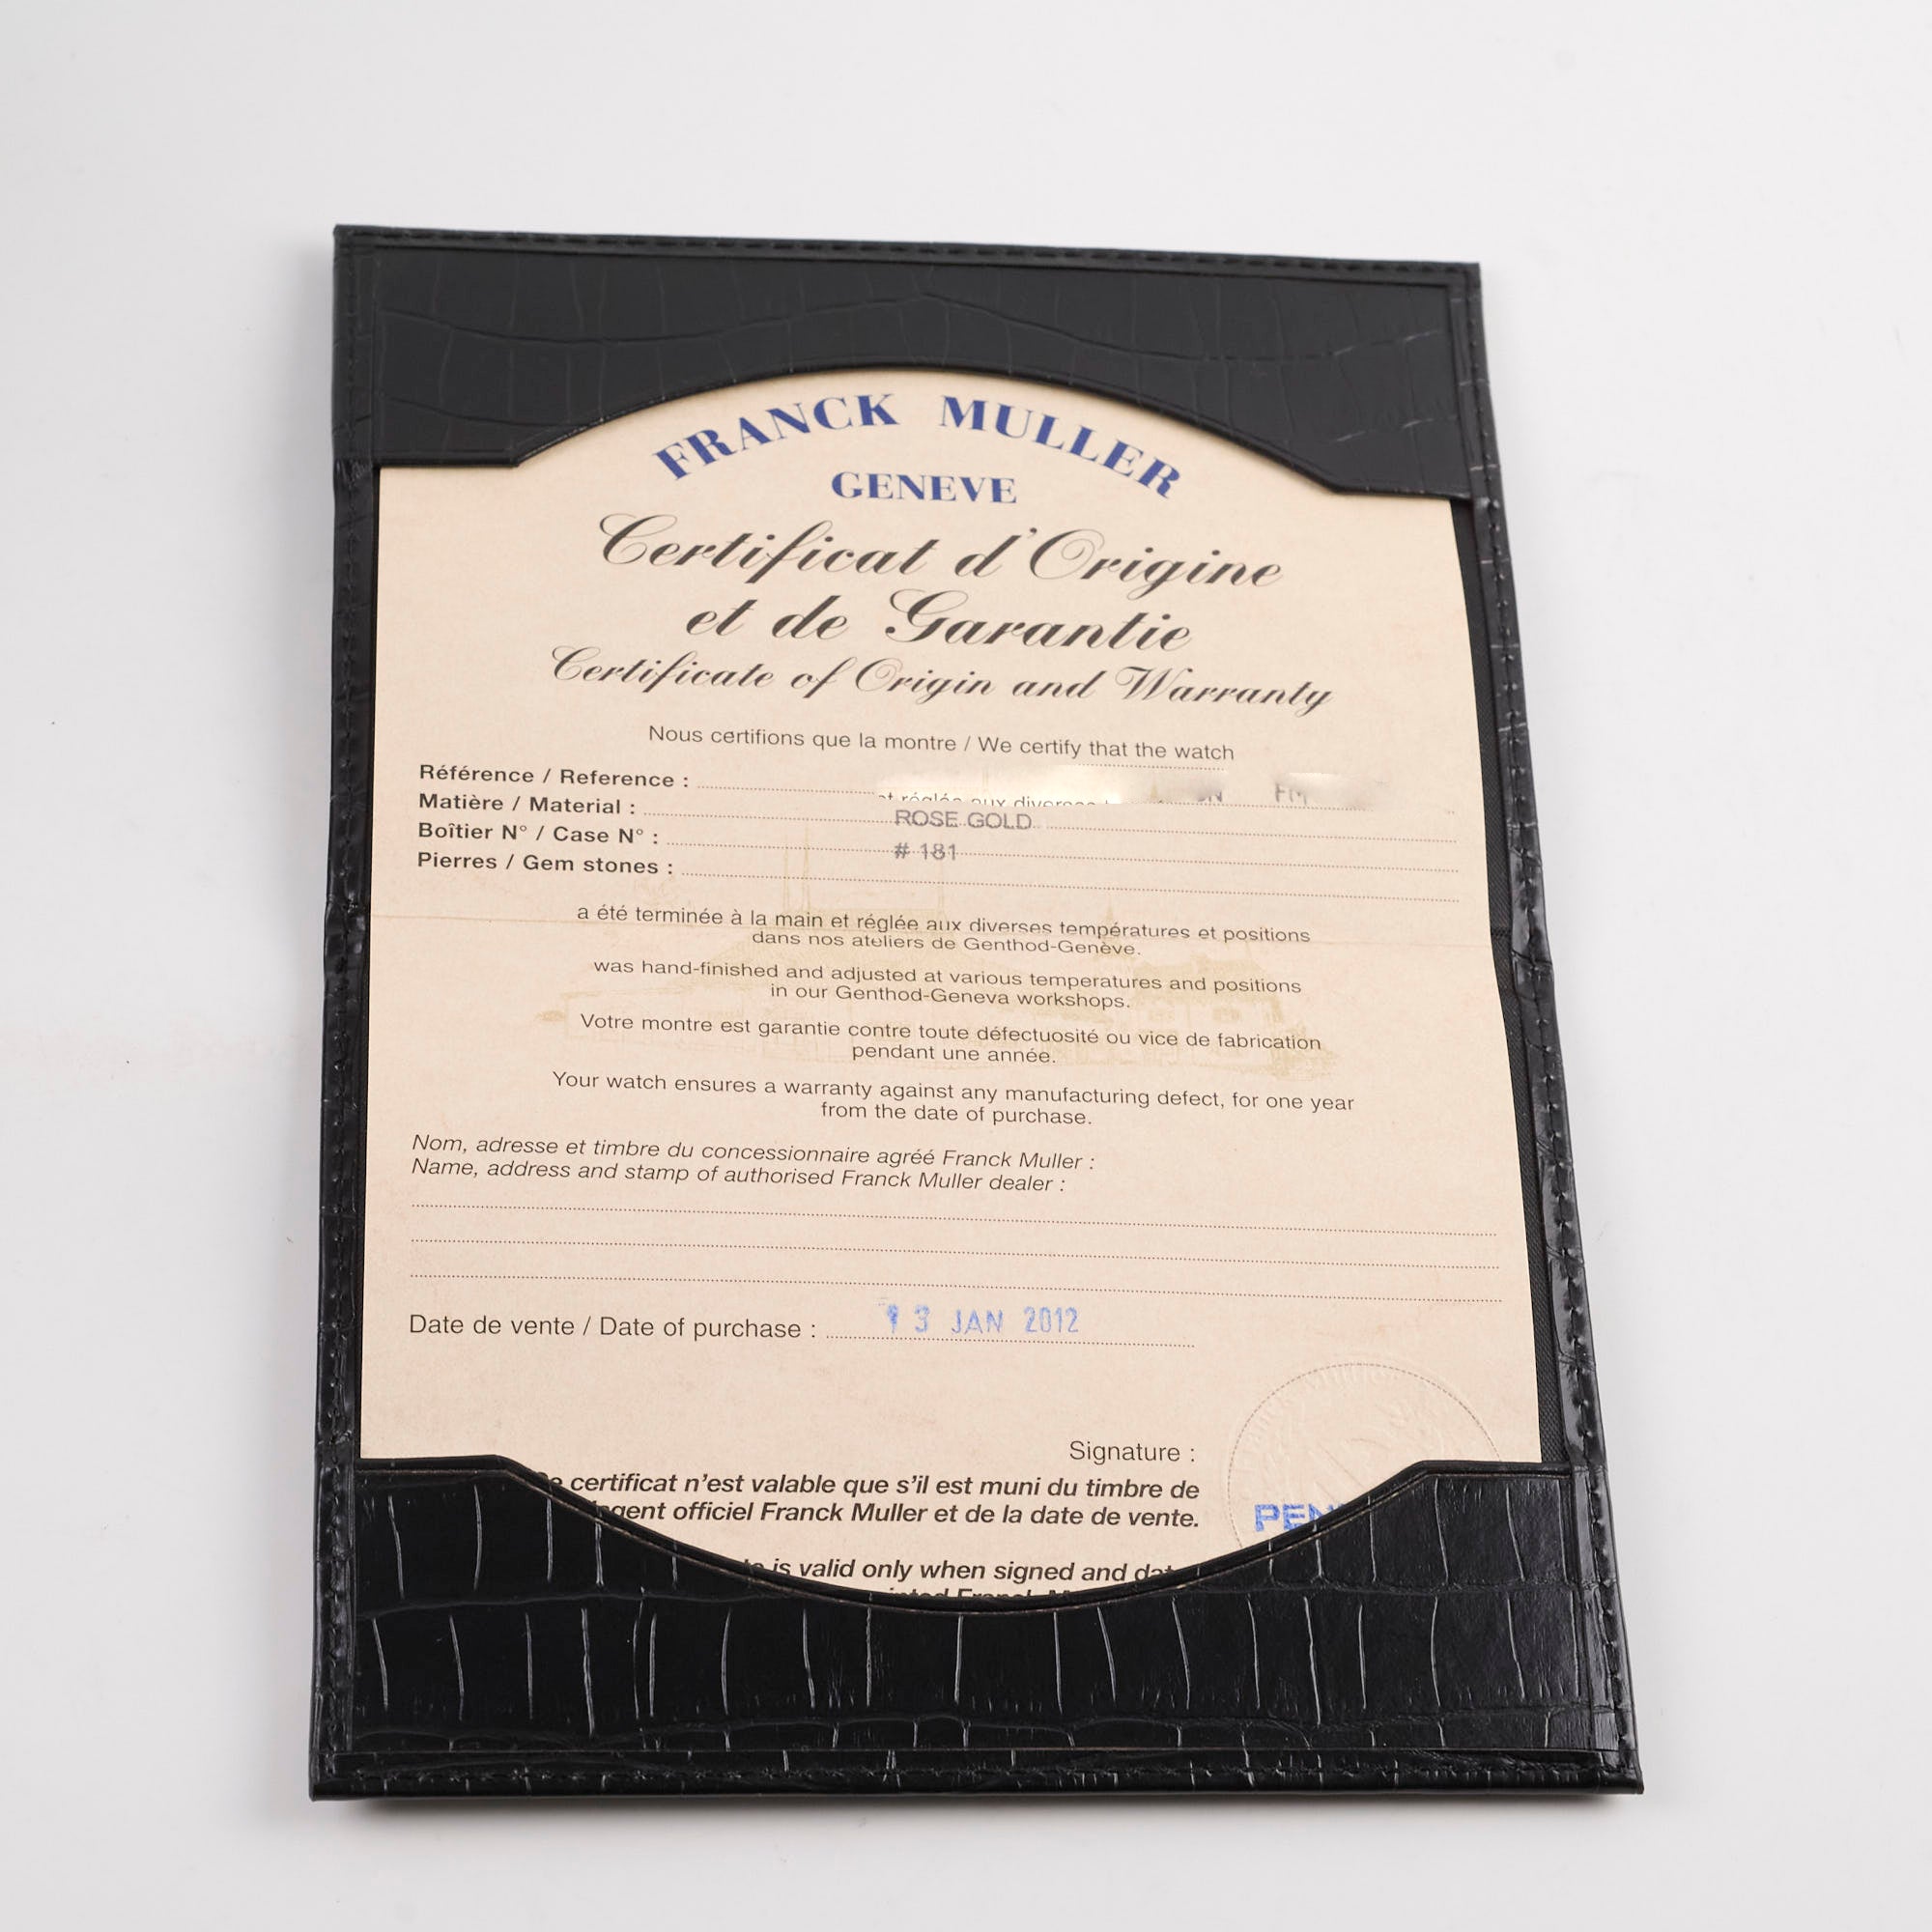 FRANCK MULLER
GENEVE
Certificat d'Origine
et de Garantie
Certificate of Origin and Warranty
Nous certifions que la montre / We certify that the watch
Référence / Reference :
Matière / Material : ROSE GOLD
Boîtier N° / Case N° : # 181
Pierres / Gem stones :
a été terminée à la main et réglée aux diverses températures et positions
dans nos ateliers de Genthod-Genève.
was hand-finished and adjusted at various temperatures and positions
in our Genthod-Geneva workshops.
Votre montre est garantie contre toute défectuosité ou vice de fabrication
pendant une année.
Your watch ensures a warranty against any manufacturing defect, for one year
from the date of purchase.
Nom, adresse et timbre du concessionnaire agréé Franck Muller :
Name, address and stamp of authorised Franck Muller dealer :
Date de vente / Date of purchase : 13 JAN 2012
Signature :
certificat n'est valable que s'il est muni du timbre de
officiel Franck Muller et de la date de vente.
is valid only when signed and